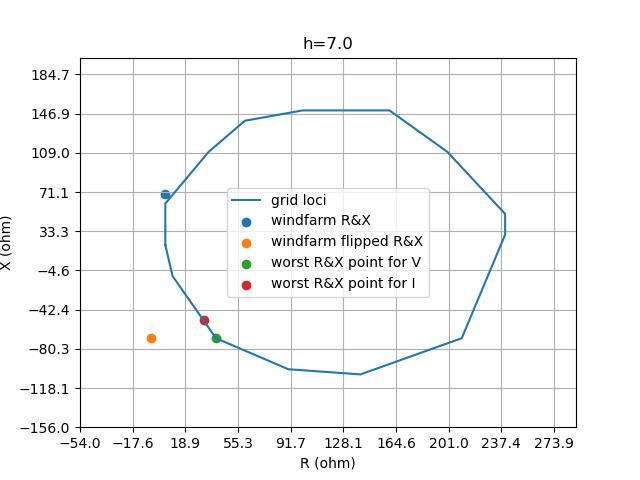 h=7.0
184.7
146.9
109.0
71.1
33.3
−4.6
−42.4
−80.3
−118.1
−156.0
X (ohm)
grid loci
windfarm R&X
windfarm flipped R&X
worst R&X point for V
worst R&X point for I
−54.0 −17.6 18.9 55.3 91.7 128.1 164.6 201.0 237.4 273.9
R (ohm)